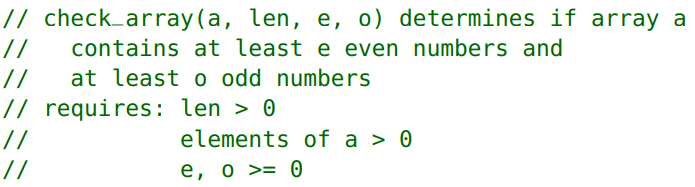 // check_array(a, len, e, o) determines if array a
//   contains at least e even numbers and
//   at least o odd numbers
// requires: len > 0
//           elements of a > 0
//           e, o >= 0